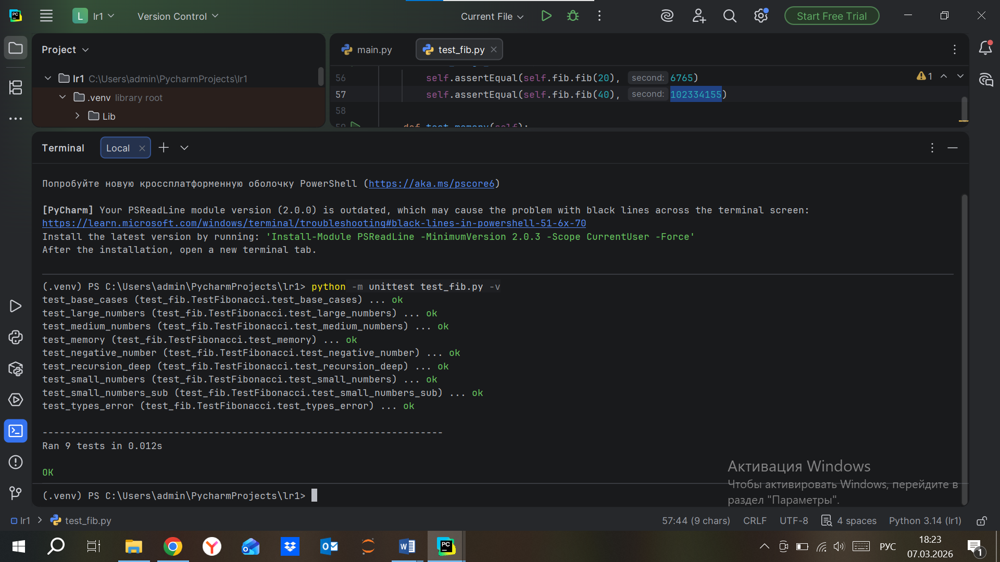 L lr1 Version Control Current File Start Free Trial
Project
lr1 C:\Users\admin\PycharmProjects\lr1
.venv library root
Lib
main.py test_fib.py
56 self.assertEqual(self.fib.fib(20), second: 6765)
57 self.assertEqual(self.fib.fib(40), second: 102334155)
58
59 def test_memory(self):
1
Terminal Local
Попробуйте новую кроссплатформенную оболочку PowerShell (https://aka.ms/pscore6)
[PyCharm] Your PSReadLine module version (2.0.0) is outdated, which may cause the problem with black lines across the terminal screen:
https://learn.microsoft.com/windows/terminal/troubleshooting#black-lines-in-powershell-51-6x-70
Install the latest version by running: 'Install-Module PSReadLine -MinimumVersion 2.0.3 -Scope CurrentUser -Force'
After the installation, open a new terminal tab.
(.venv) PS C:\Users\admin\PycharmProjects\lr1> python -m unittest test_fib.py -v
test_base_cases (test_fib.TestFibonacci.test_base_cases) ... ok
test_large_numbers (test_fib.TestFibonacci.test_large_numbers) ... ok
test_medium_numbers (test_fib.TestFibonacci.test_medium_numbers) ... ok
test_memory (test_fib.TestFibonacci.test_memory) ... ok
test_negative_number (test_fib.TestFibonacci.test_negative_number) ... ok
test_recursion_deep (test_fib.TestFibonacci.test_recursion_deep) ... ok
test_small_numbers (test_fib.TestFibonacci.test_small_numbers) ... ok
test_small_numbers_sub (test_fib.TestFibonacci.test_small_numbers_sub) ... ok
test_types_error (test_fib.TestFibonacci.test_types_error) ... ok
----------------------------------------------------------------------
Ran 9 tests in 0.012s
OK
(.venv) PS C:\Users\admin\PycharmProjects\lr1>
Активация Windows
Чтобы активировать Windows, перейдите в
раздел "Параметры".
lr1 > test_fib.py 57:44 (9 chars) CRLF UTF-8 4 spaces Python 3.14 (lr1)
РУС 18:23
07.03.2026
1